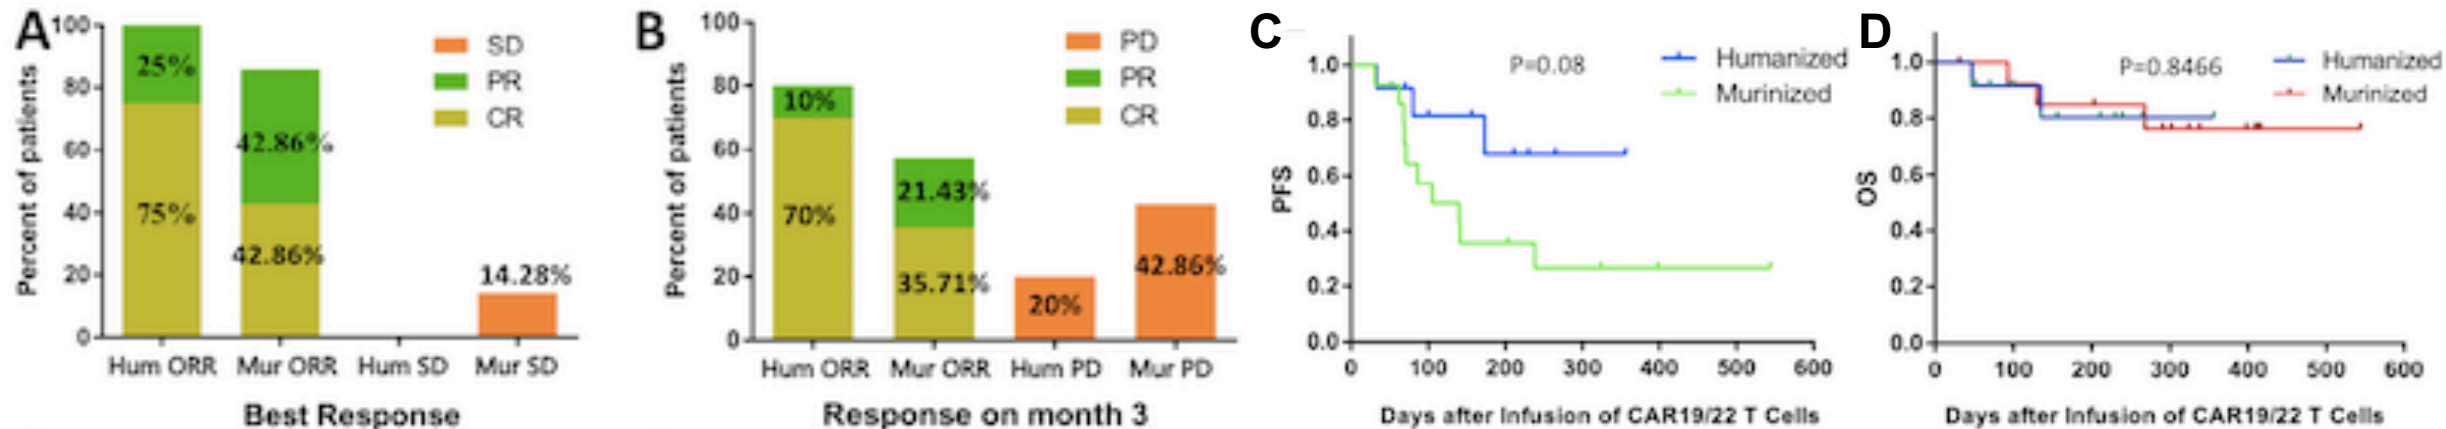 A
Percent of patients
100
80
60
40
20
0
25%
75%
42.86%
42.86%
14.28%
SD
PR
CR
Hum ORR
Mur ORR
Hum SD
Mur SD
Best Response
B
Percent of patients
100
80
60
40
20
0
10%
70%
21.43%
35.71%
20%
42.86%
PD
PR
CR
Hum ORR
Mur ORR
Hum PD
Mur PD
Response on month 3
C
PFS
1.0
0.8
0.6
0.4
0.2
0.0
P=0.08
Humanized
Murinized
0
100
200
300
400
500
600
Days after Infusion of CAR19/22 T Cells
D
OS
1.0
0.8
0.6
0.4
0.2
0.0
P=0.8466
Humanized
Murinized
0
100
200
300
400
500
600
Days after Infusion of CAR19/22 T Cells